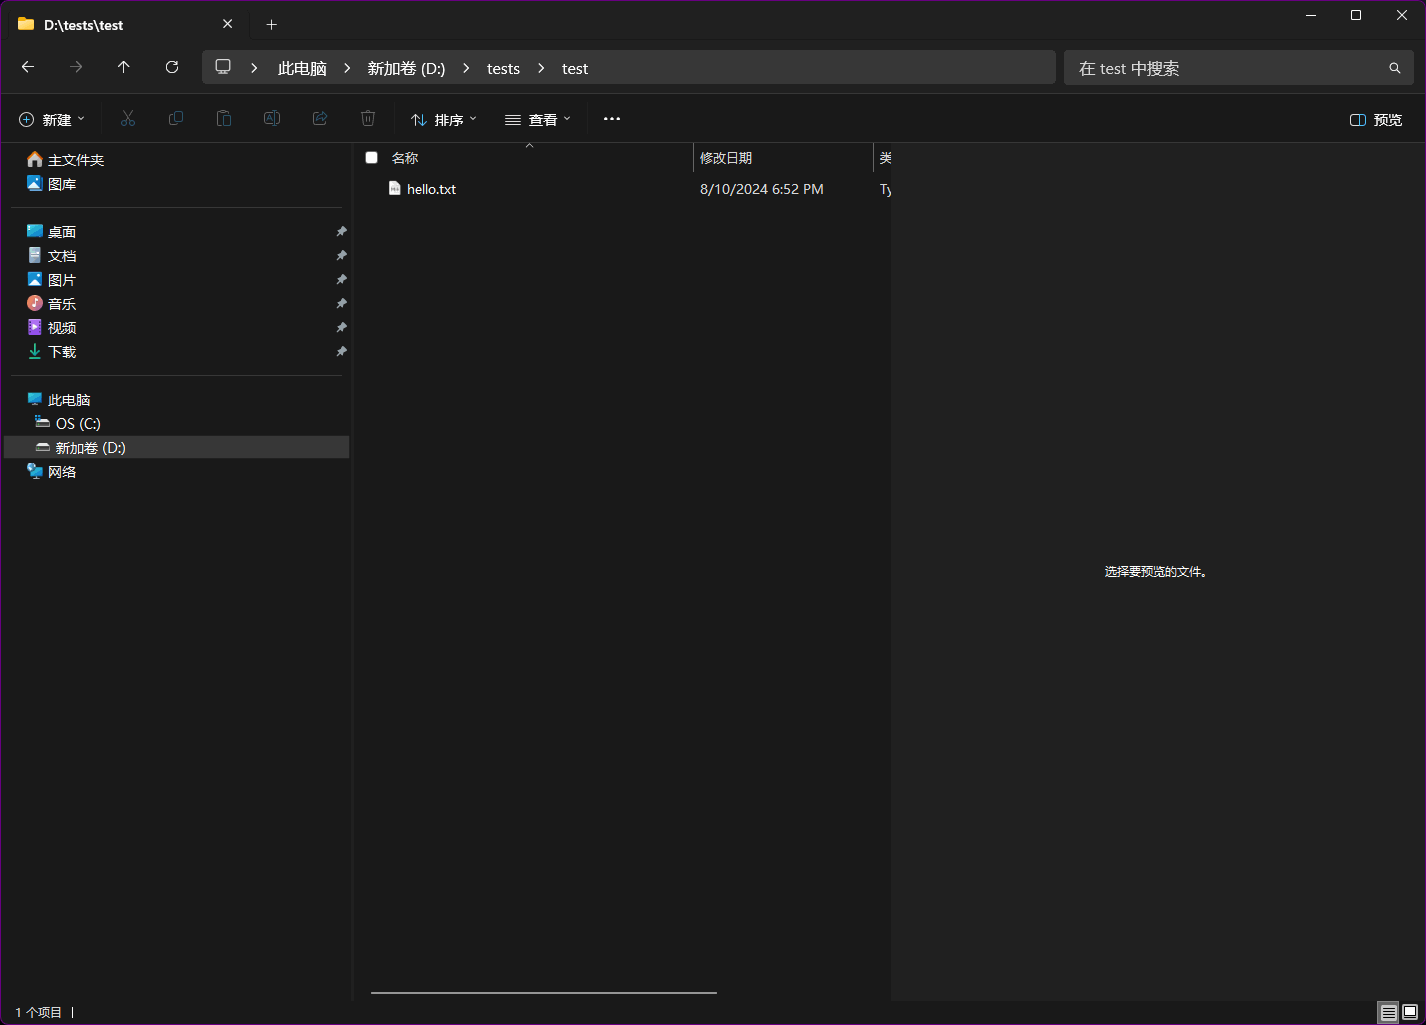 D:\tests\test
此电脑 新加卷 (D:) tests test
在 test 中搜索
新建 排序 查看 预览
主文件夹
图库
桌面
文档
图片
音乐
视频
下载
此电脑
OS (C:)
新加卷 (D:)
网络
名称 修改日期 类
hello.txt 8/10/2024 6:52 PM Ty
选择要预览的文件。
1 个项目